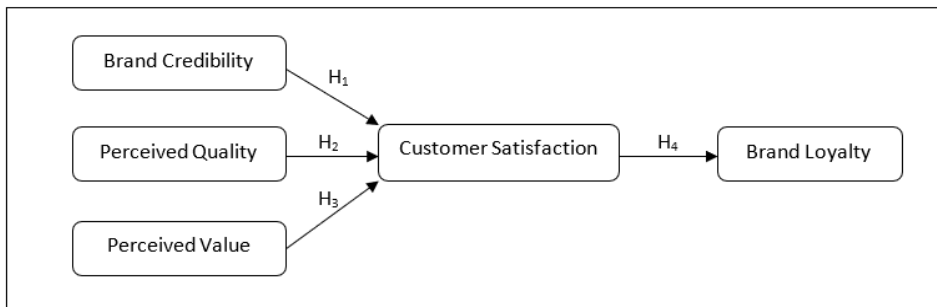 Brand Credibility
H₁
Perceived Quality
H₂
Customer Satisfaction
H₄
Brand Loyalty
H₃
Perceived Value